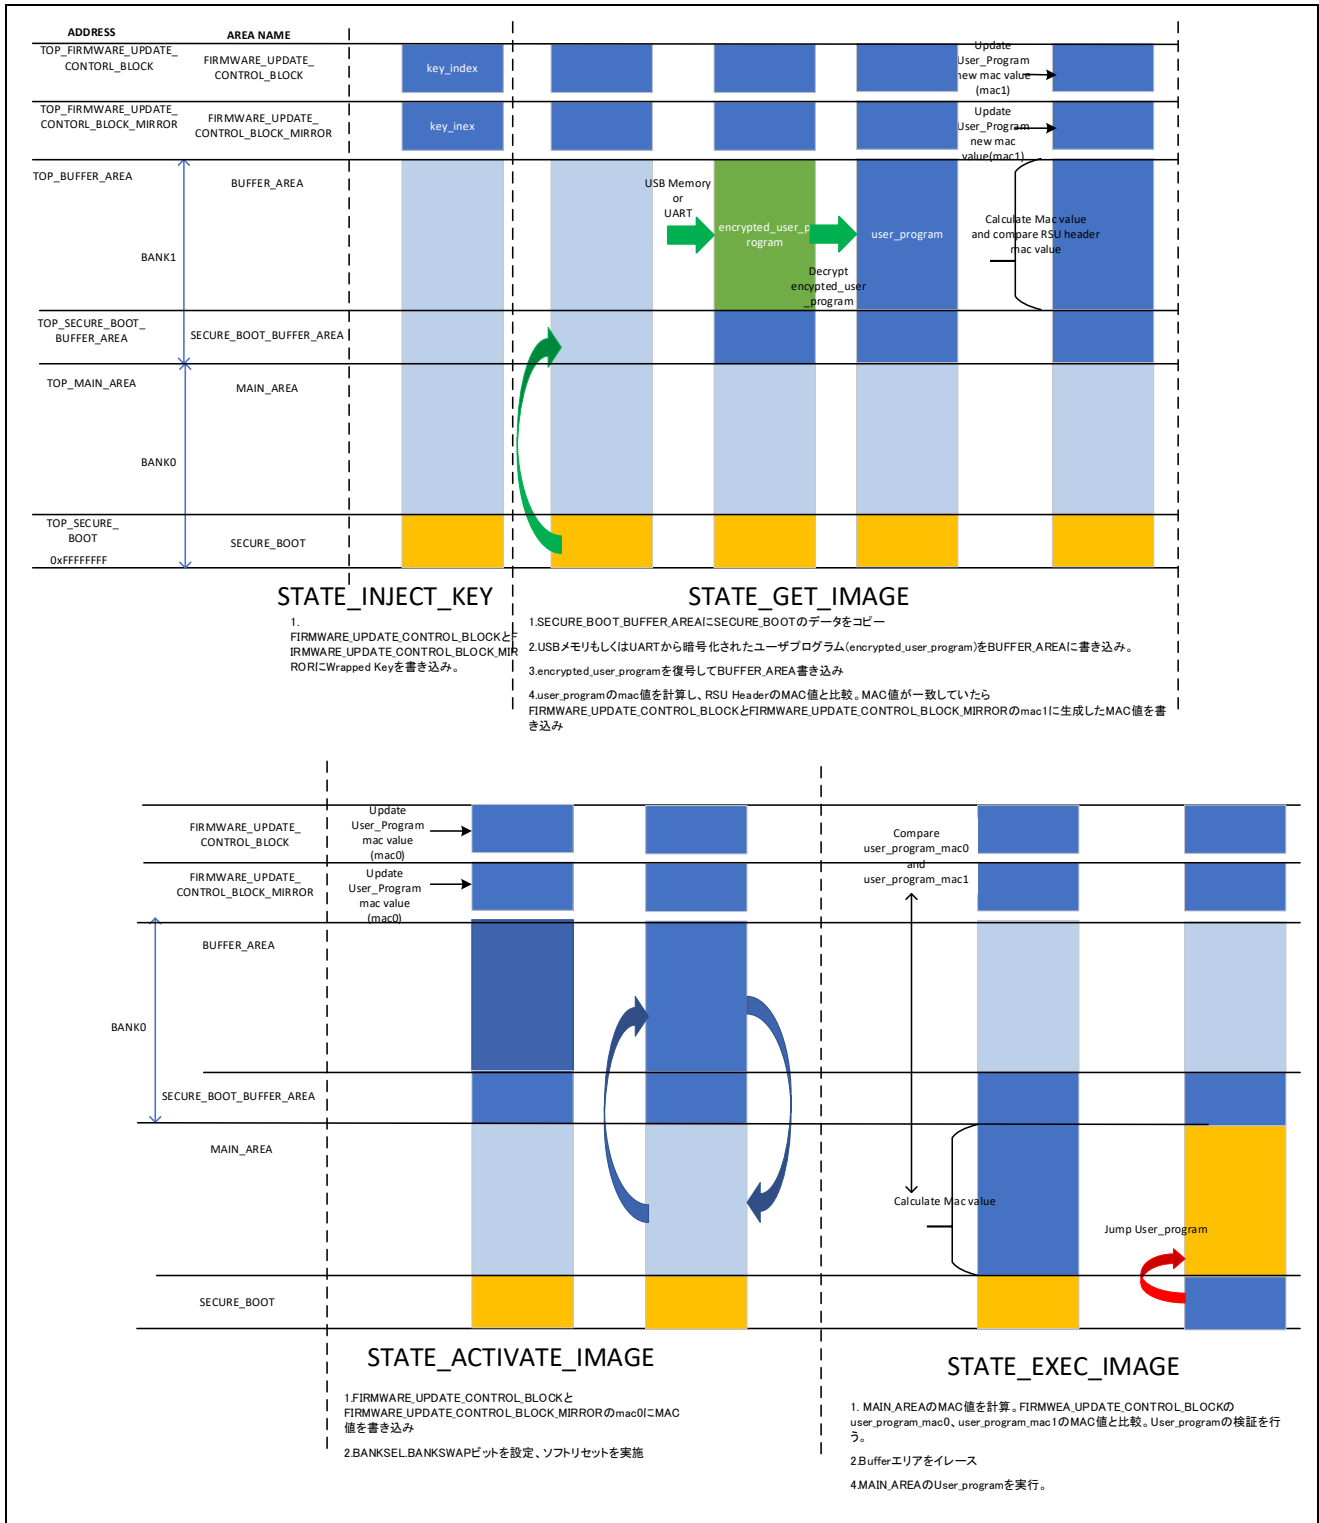 ADDRESS
AREA NAME
TOP_FIRMWARE_UPDATE_
CONTORL_BLOCK
FIRMWARE_UPDATE_
CONTROL_BLOCK
key_index
Update
User_Program
new mac value
(mac1)
TOP_FIRMWARE_UPDATE_
CONTORL_BLOCK_MIRROR
FIRMWARE_UPDATE_
CONTROL_BLOCK_MIRROR
key_inex
Update
User_Program
new mac
value(mac1)
TOP_BUFFER_AREA
BUFFER_AREA
USB Memory
or
UART
encrypted_user_p
rogram
user_program
Calculate Mac value
and compare RSU header
mac value
BANK1
Decrypt
encypted_user
_program
TOP_SECURE_BOOT_
BUFFER_AREA
SECURE_BOOT_BUFFER_AREA
TOP_MAIN_AREA
MAIN_AREA
BANK0
TOP_SECURE_
BOOT
SECURE_BOOT
0xFFFFFFFF
STATE_INJECT_KEY
1.
FIRMWARE_UPDATE_CONTROL_BLOCKとF
IRMWARE_UPDATE_CONTROL_BLOCK_MIR
RORにWrapped Keyを書き込み。
STATE_GET_IMAGE
1.SECURE_BOOT_BUFFER_AREAにSECURE_BOOTのデータをコピー
2.USBメモリもしくはUARTから暗号化されたユーザプログラム(encrypted_user_program)をBUFFER_AREAに書き込み。
3.encrypted_user_programを復号してBUFFER_AREA書き込み
4.user_programのmac値を計算し、RSU HeaderのMAC値と比較。MAC値が一致していたら
FIRMWARE_UPDATE_CONTROL_BLOCKとFIRMWARE_UPDATE_CONTROL_BLOCK_MIRRORのmac1に生成したMAC値を書
き込み
FIRMWARE_UPDATE_
CONTROL_BLOCK
Update
User_Program
mac value
(mac0)
Compare
user_program_mac0
and
user_program_mac1
FIRMWARE_UPDATE_
CONTROL_BLOCK_MIRROR
Update
User_Program
mac value
(mac0)
BUFFER_AREA
BANK0
SECURE_BOOT_BUFFER_AREA
MAIN_AREA
Calculate Mac value
Jump User_program
SECURE_BOOT
STATE_ACTIVATE_IMAGE
1.FIRMWARE_UPDATE_CONTROL_BLOCKと
FIRMWARE_UPDATE_CONTROL_BLOCK_MIRRORのmac0にMAC
値を書き込み
2.BANKSEL.BANKSWAPビットを設定、ソフトリセットを実施
STATE_EXEC_IMAGE
1. MAIN_AREAのMAC値を計算。FIRMWEA_UPDATE_CONTROL_BLOCKの
user_program_mac0、user_program_mac1のMAC値と比較。User_programの検証を行
う。
2.Bufferエリアをイレース
4.MAIN_AREAのUser_programを実行。